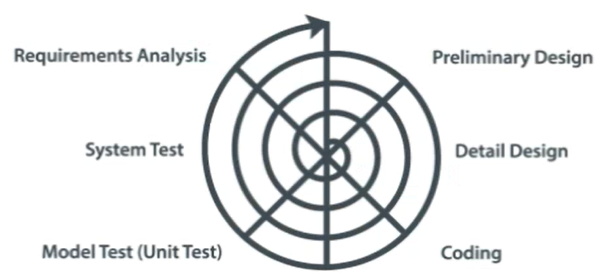 Requirements Analysis
Preliminary Design
System Test
Detail Design
Model Test (Unit Test)
Coding